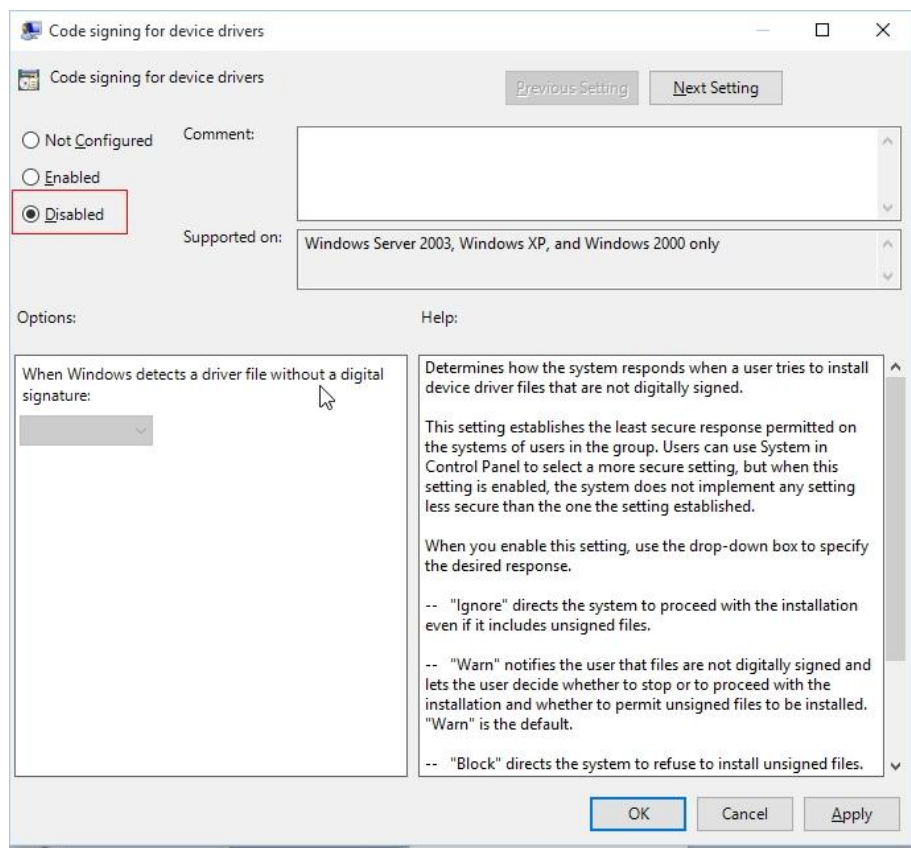 Code signing for device drivers
Code signing for device drivers
Previous Setting
Next Setting
Not Configured
Comment:
Enabled
Disabled
Supported on:
Windows Server 2003, Windows XP, and Windows 2000 only
Options:
Help:
When Windows detects a driver file without a digital
signature:
Determines how the system responds when a user tries to install
device driver files that are not digitally signed.
This setting establishes the least secure response permitted on
the systems of users in the group. Users can use System in
Control Panel to select a more secure setting, but when this
setting is enabled, the system does not implement any setting
less secure than the one the setting established.
When you enable this setting, use the drop-down box to specify
the desired response.
-- "Ignore" directs the system to proceed with the installation
even if it includes unsigned files.
-- "Warn" notifies the user that files are not digitally signed and
lets the user decide whether to stop or to proceed with the
installation and whether to permit unsigned files to be installed.
"Warn" is the default.
-- "Block" directs the system to refuse to install unsigned files.
OK
Cancel
Apply